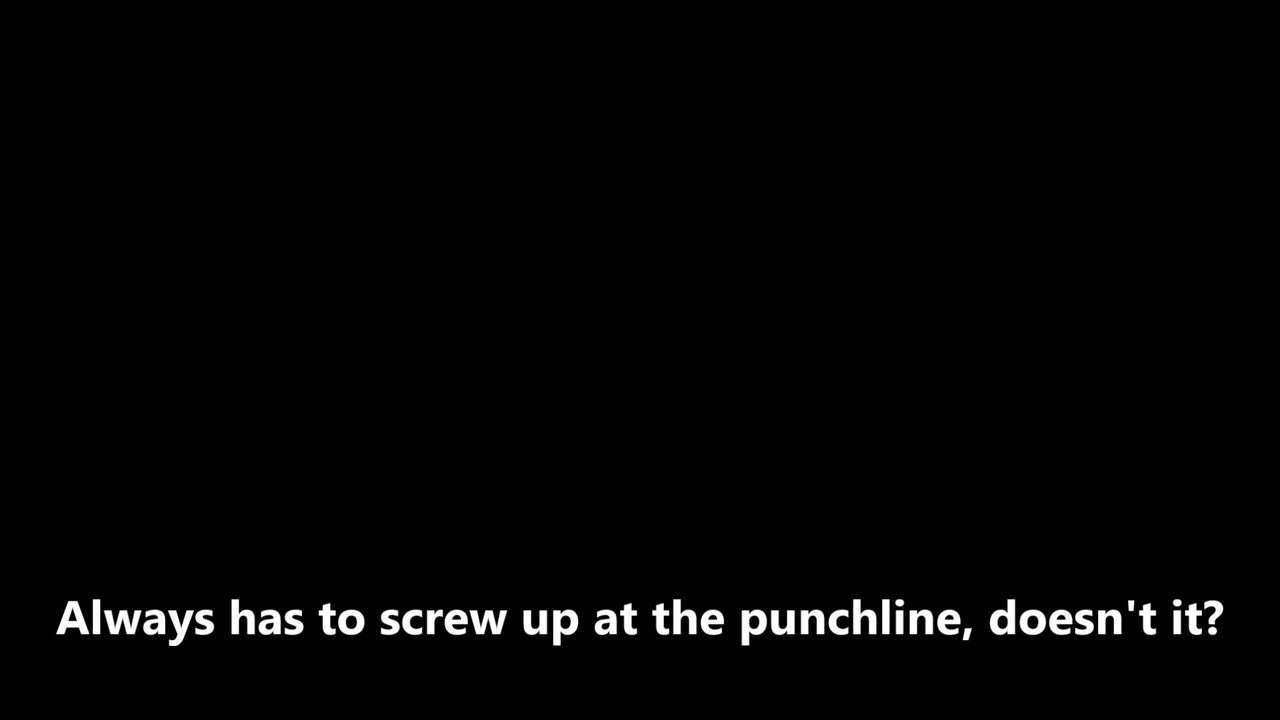 Always has to screw up at the punchline, doesn't it?